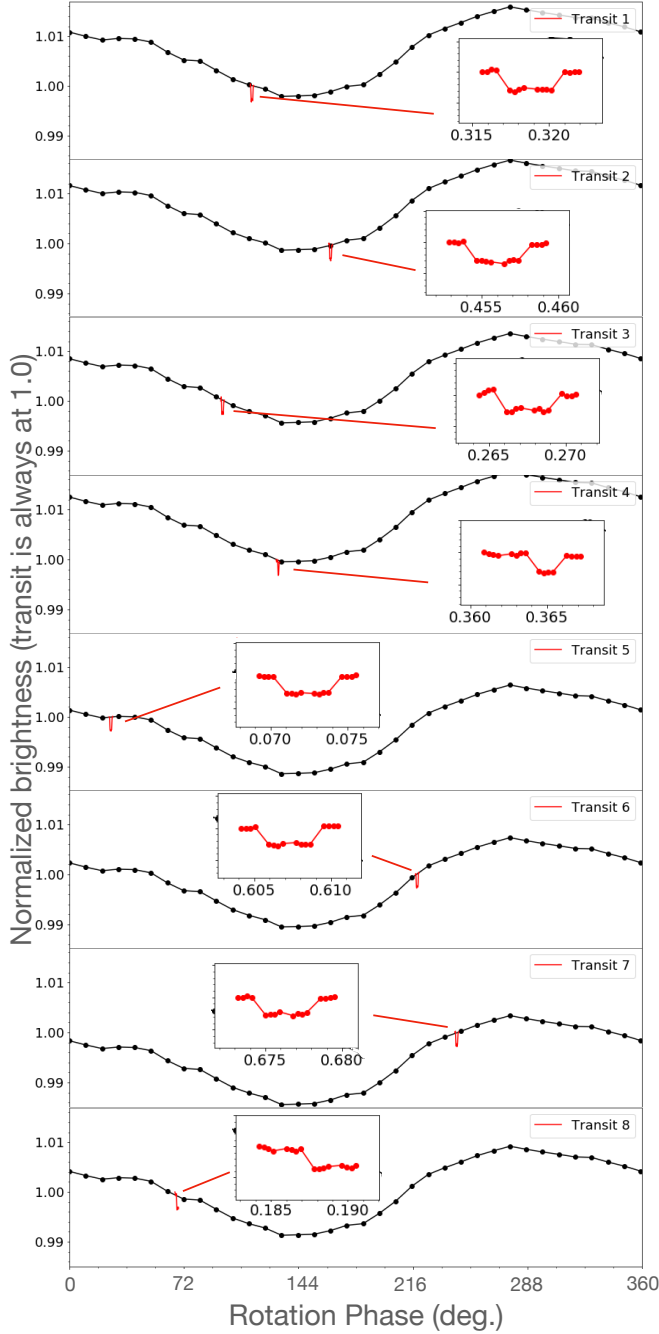 Normalized brightness (transit is always at 1.0)
1.01
1.00
0.99
Transit 1
0.315 0.320
1.01
1.00
0.99
Transit 2
0.455 0.460
1.01
1.00
0.99
Transit 3
0.265 0.270
1.01
1.00
0.99
Transit 4
0.360 0.365
1.01
1.00
0.99
Transit 5
0.070 0.075
1.01
1.00
0.99
Transit 6
0.605 0.610
1.01
1.00
0.99
Transit 7
0.675 0.680
1.01
1.00
0.99
Transit 8
0.185 0.190
0 72 144 216 288 360
Rotation Phase (deg.)